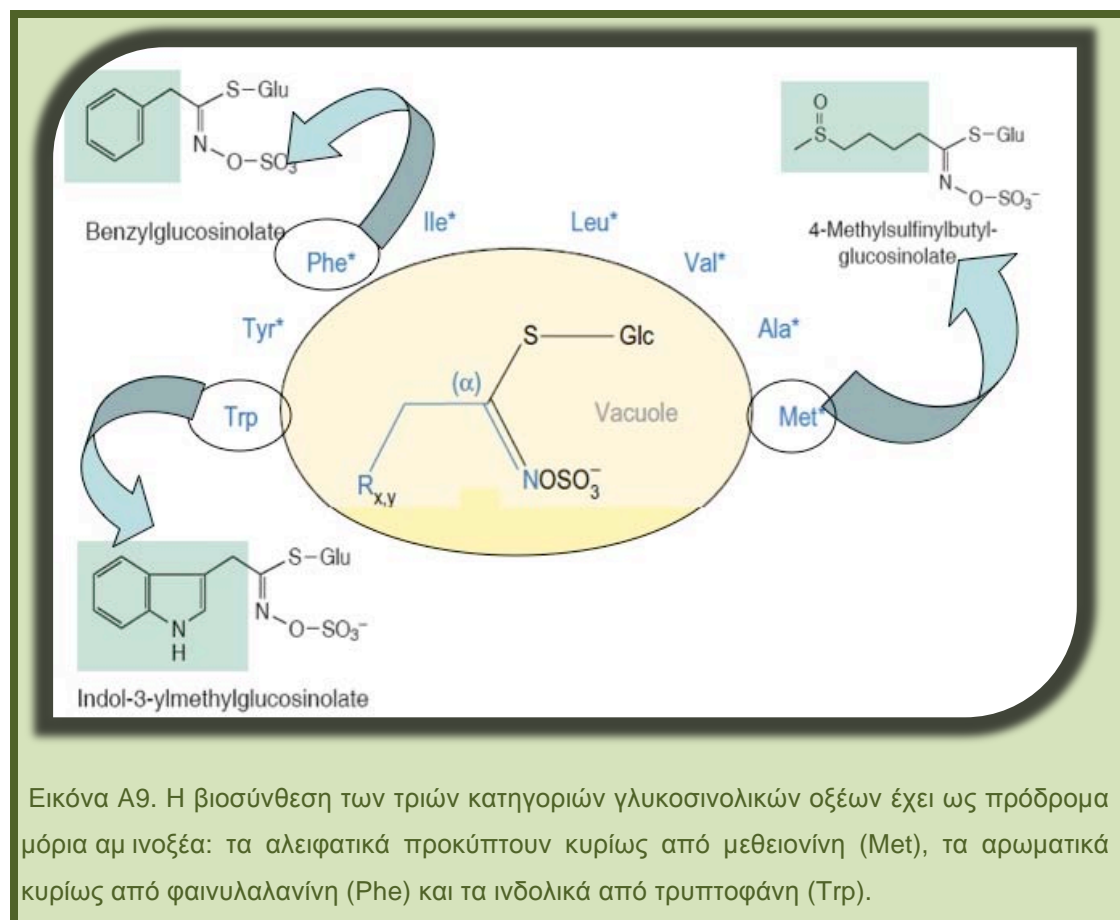 S–Glu
N
O–SO₃
Benzylglucosinolate
Phe*
Ile*
Leu*
Val*
Ala*
Tyr*
Trp
Met*
O
S
S–Glu
N
O–SO₃⁻
4-Methylsulfinylbutyl-
glucosinolate
S Glc
(α)
Vacuole
Rx,y
NOSO₃⁻
S–Glu
N
O–SO₃⁻
N
H
Indol-3-ylmethylglucosinolate
Εικόνα Α9. Η βιοσύνθεση των τριών κατηγοριών γλυκοσινολικών οξέων έχει ως πρόδρομα
μόρια αμ ινοξέα: τα αλειφατικά προκύπτουν κυρίως από μεθειονίνη (Met), τα αρωματικά
κυρίως από φαινυλαλανίνη (Phe) και τα ινδολικά από τρυπτοφάνη (Trp).